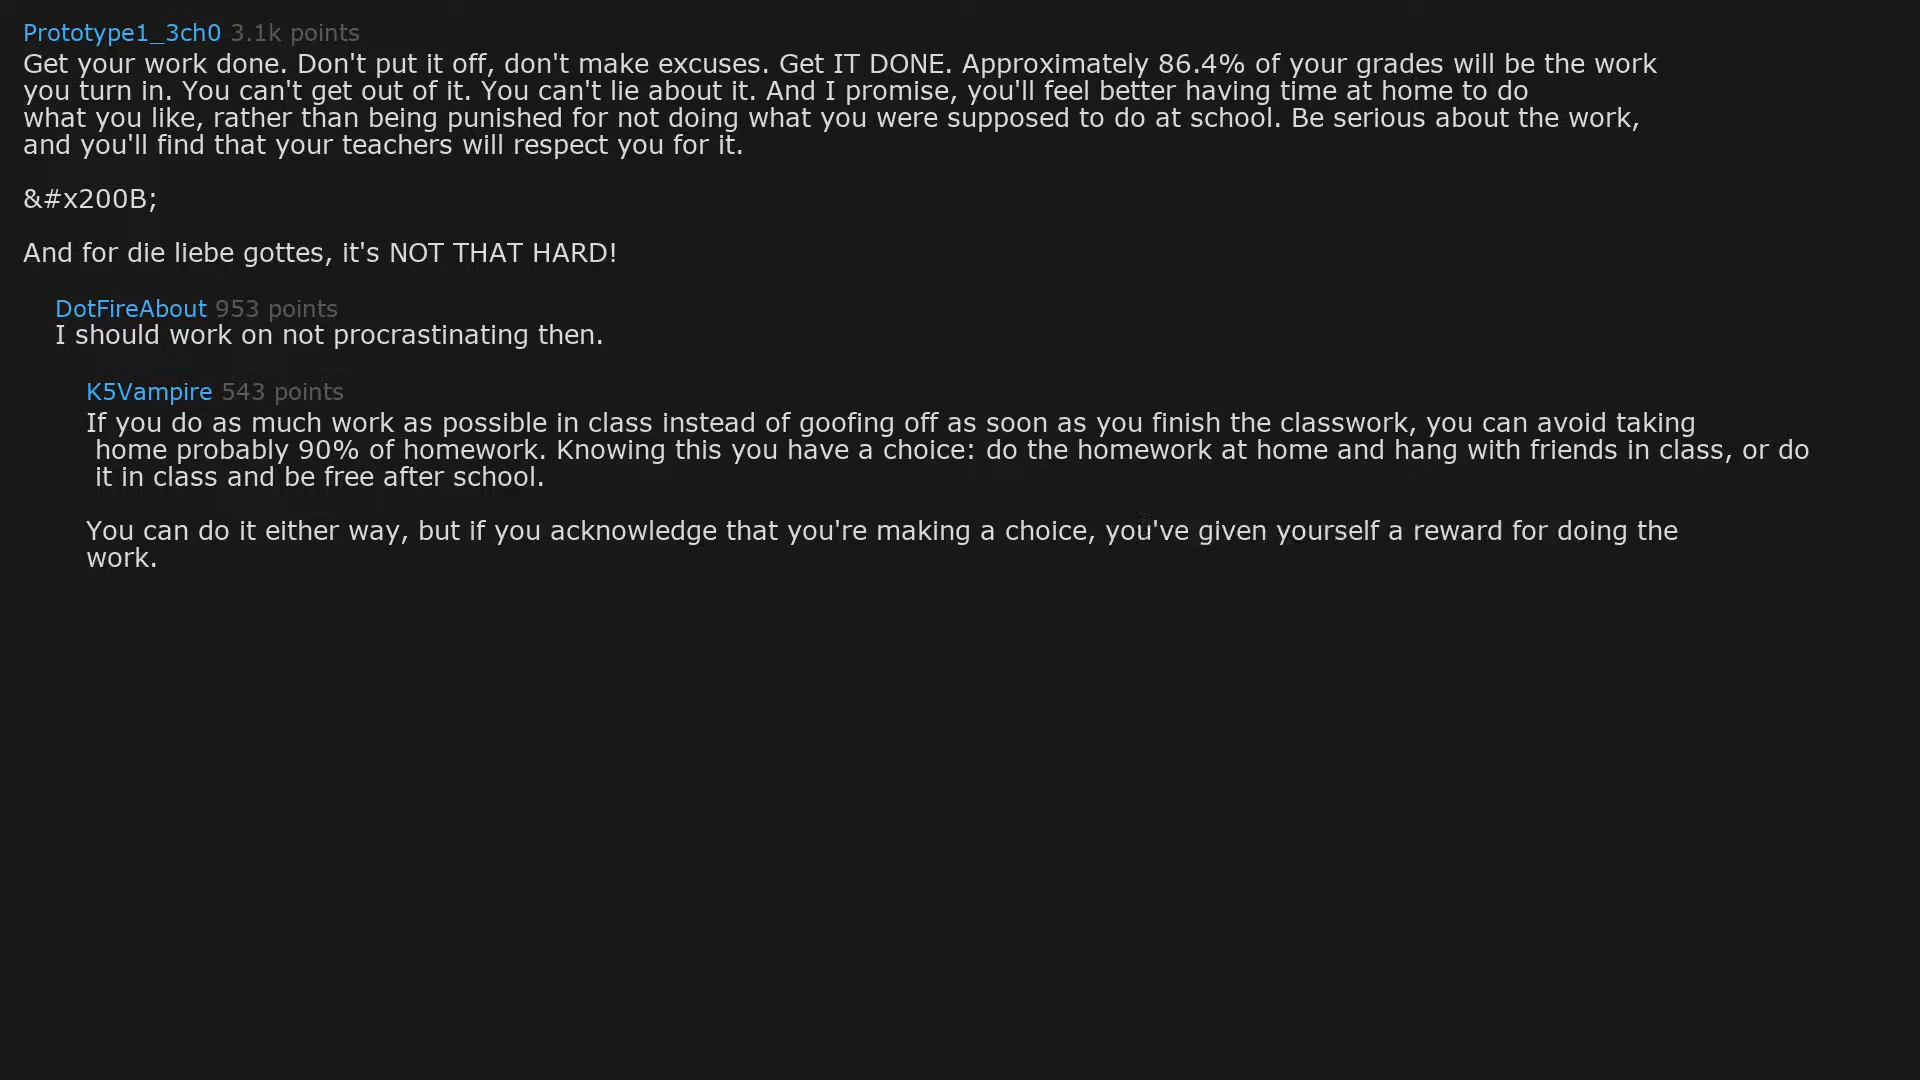 Prototype1_3ch0 3.1k points
Get your work done. Don't put it off, don't make excuses. Get IT DONE. Approximately 86.4% of your grades will be the work
you turn in. You can't get out of it. You can't lie about it. And I promise, you'll feel better having time at home to do
what you like, rather than being punished for not doing what you were supposed to do at school. Be serious about the work,
and you'll find that your teachers will respect you for it.
&#x200B;
And for die liebe gottes, it's NOT THAT HARD!
DotFireAbout 953 points
I should work on not procrastinating then.
K5Vampire 543 points
If you do as much work as possible in class instead of goofing off as soon as you finish the classwork, you can avoid taking
home probably 90% of homework. Knowing this you have a choice: do the homework at home and hang with friends in class, or do
it in class and be free after school.
You can do it either way, but if you acknowledge that you're making a choice, you've given yourself a reward for doing the
work.